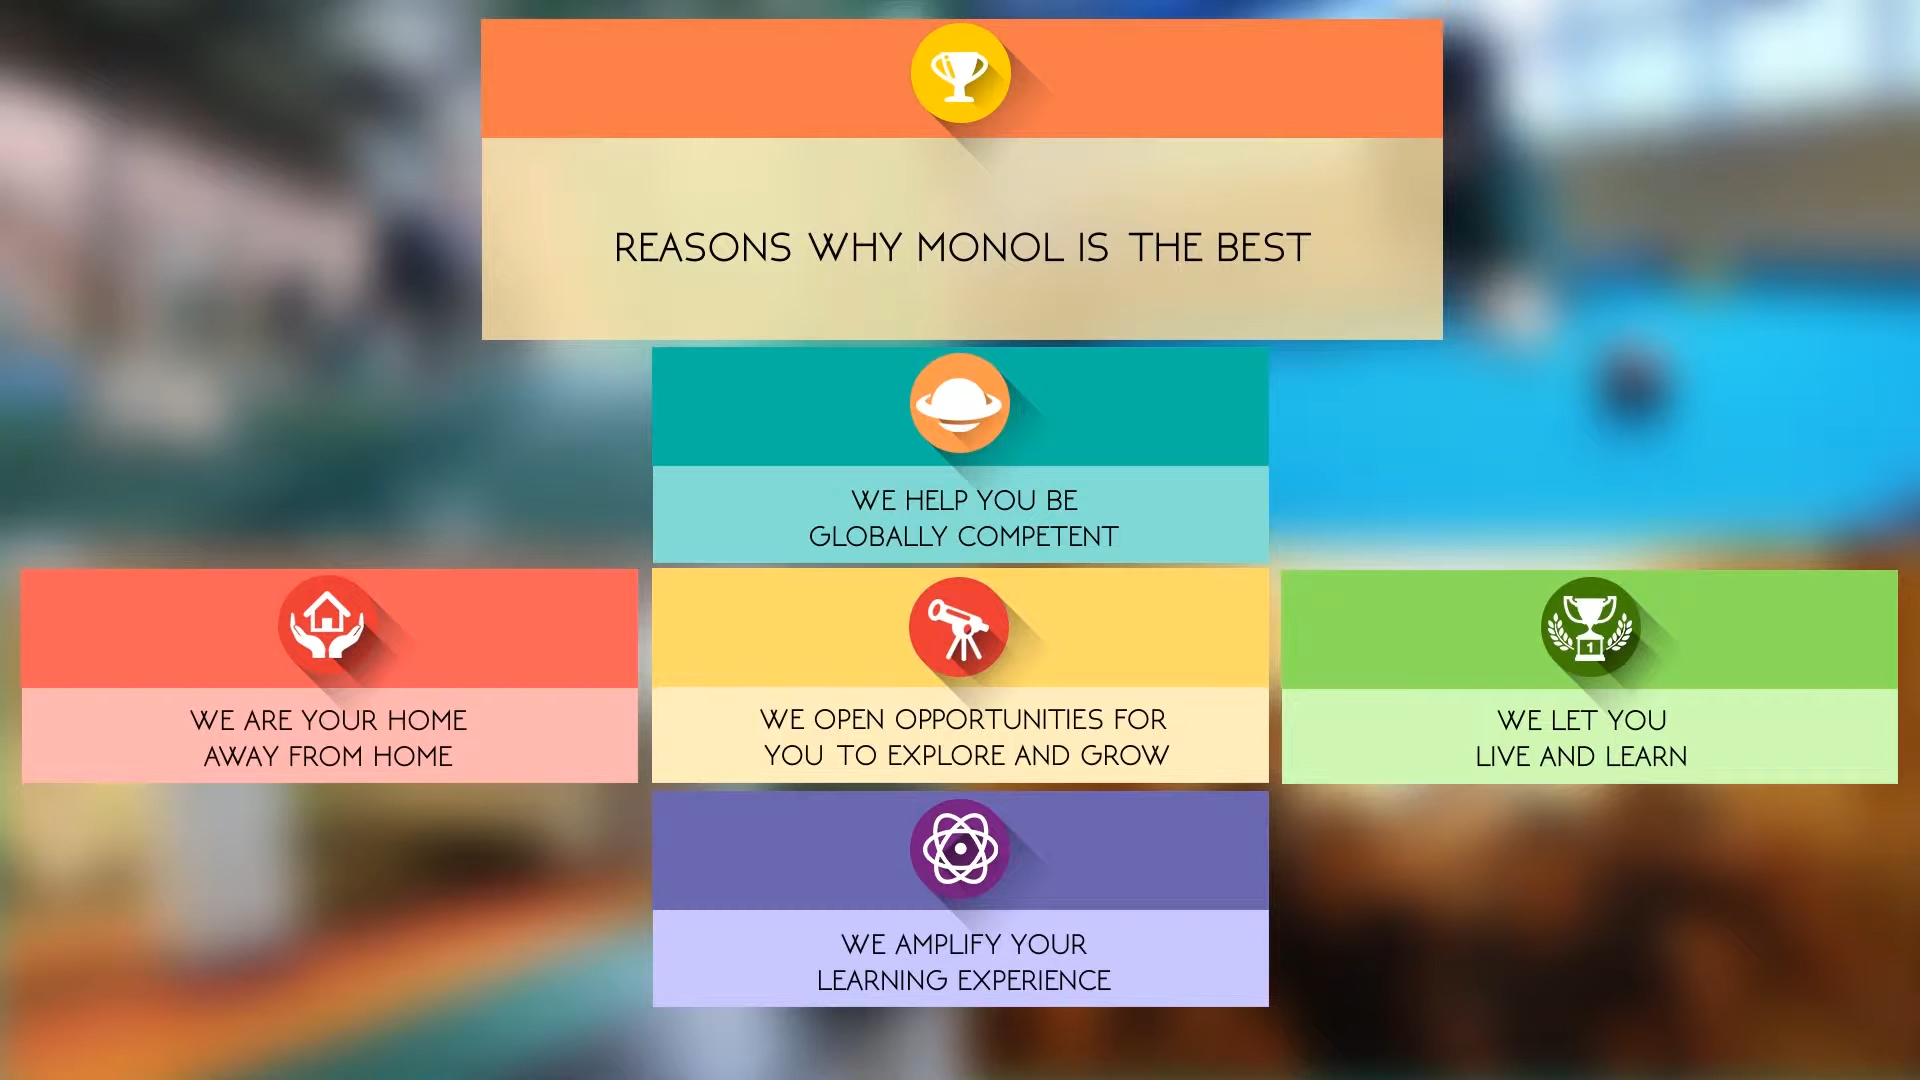 REASONS WHY MONOL IS THE BEST
WE HELP YOU BE
GLOBALLY COMPETENT
WE ARE YOUR HOME
AWAY FROM HOME
WE OPEN OPPORTUNITIES FOR
YOU TO EXPLORE AND GROW
WE LET YOU
LIVE AND LEARN
1
WE AMPLIFY YOUR
LEARNING EXPERIENCE